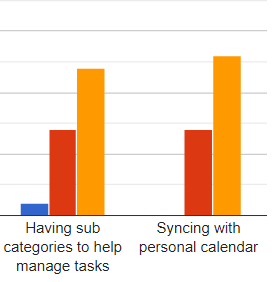 Having sub
categories to help
manage tasks
Syncing with
personal calendar